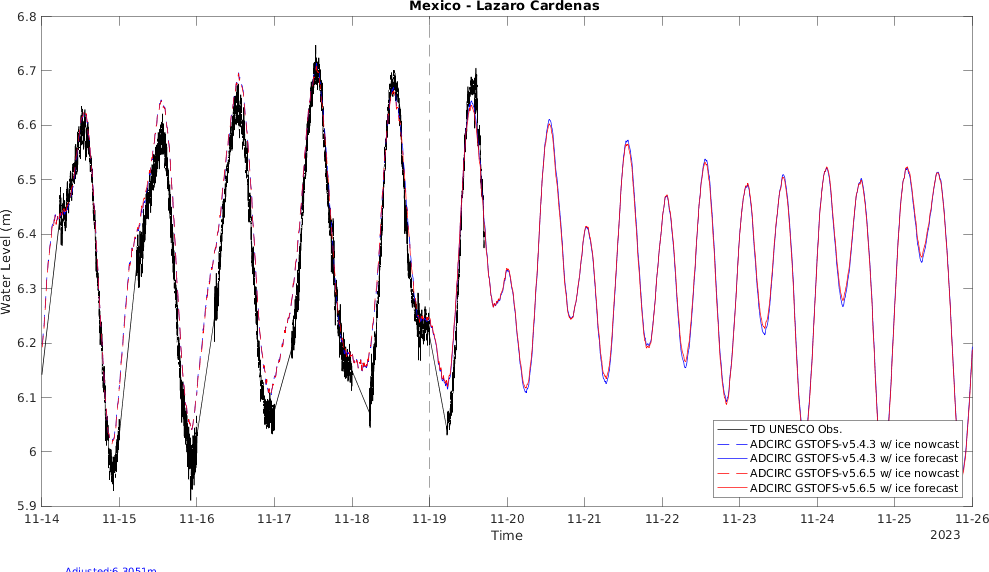 Mexico - Lazaro Cardenas
6.8
6.7
6.6
6.5
6.4
6.3
6.2
6.1
6
5.9
Water Level (m)
TD UNESCO Obs.
ADCIRC GSTOFS-v5.4.3 w/ ice nowcast
ADCIRC GSTOFS-v5.4.3 w/ ice forecast
ADCIRC GSTOFS-v5.6.5 w/ ice nowcast
ADCIRC GSTOFS-v5.6.5 w/ ice forecast
11-14 11-15 11-16 11-17 11-18 11-19 11-20 11-21 11-22 11-23 11-24 11-25 11-26
Time
2023
Adjusted:6.3051m